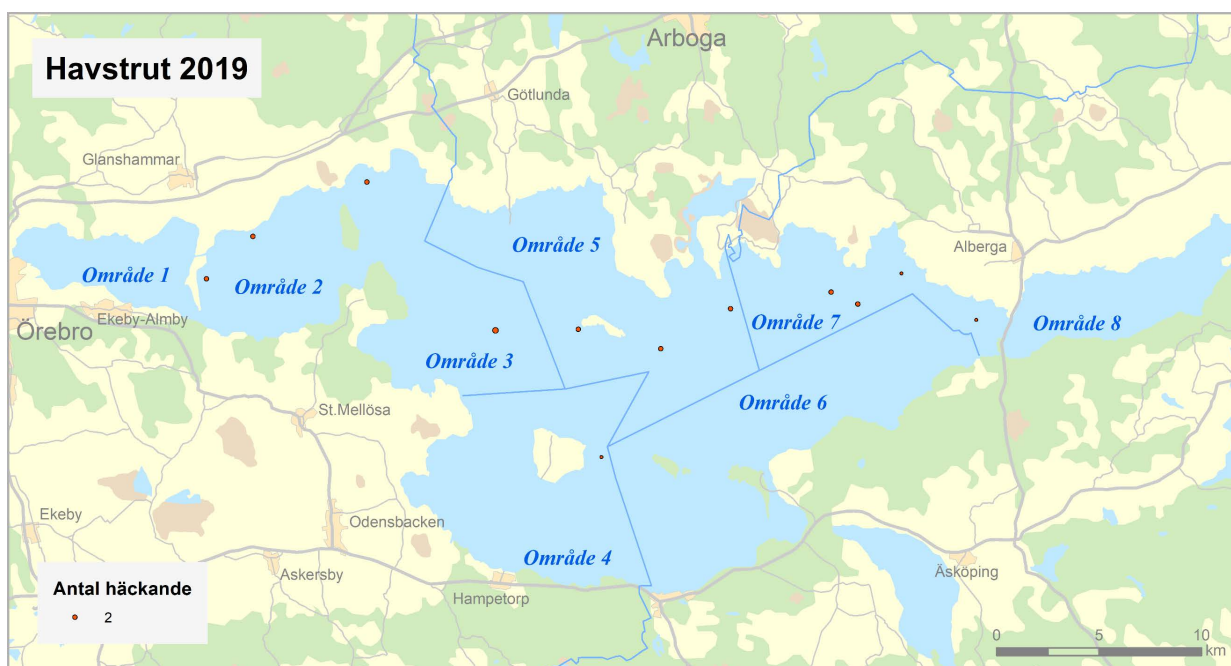 Arboga
Havstrut 2019
Götlunda
Glanshammar
Område 5
Alberga
Område 1
Område 2
Ekeby-Almby
Örebro
Område 7
Område 8
Område 3
Område 6
St.Mellösa
Ekeby
Odensbacken
Område 4
Askersby
Äsköping
Hampetorp
Antal häckande
2
0 5 10
km